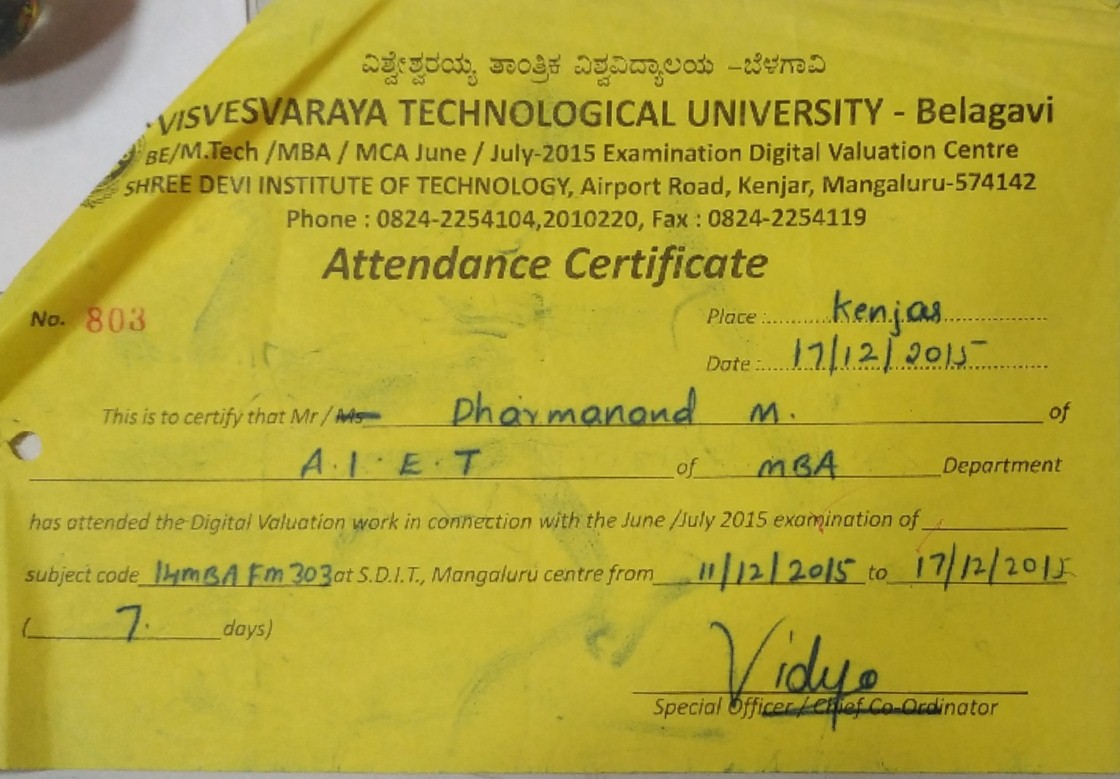 ವಿಶ್ವೇಶ್ವರಯ್ಯ ತಾಂತ್ರಿಕ ವಿಶ್ವವಿದ್ಯಾಲಯ –ಬೆಳಗಾವಿ
VISVESVARAYA TECHNOLOGICAL UNIVERSITY - Belagavi
BE/M.Tech /MBA / MCA June / July-2015 Examination Digital Valuation Centre
SHREE DEVI INSTITUTE OF TECHNOLOGY, Airport Road, Kenjar, Mangaluru-574142
Phone : 0824-2254104,2010220, Fax : 0824-2254119
Attendance Certificate
No. 803 Place : Kenjar
Date : 17/12/2015
This is to certify that Mr / Ms Dharmanand M. of
A.I.E.T of MBA Department
has attended the Digital Valuation work in connection with the June /July 2015 examination of
subject code 14MBA FM303 at S.D.I.T., Mangaluru centre from 11/12/2015 to 17/12/2015
( 7. days)
Vidya
Special Officer / Chief Co-Ordinator